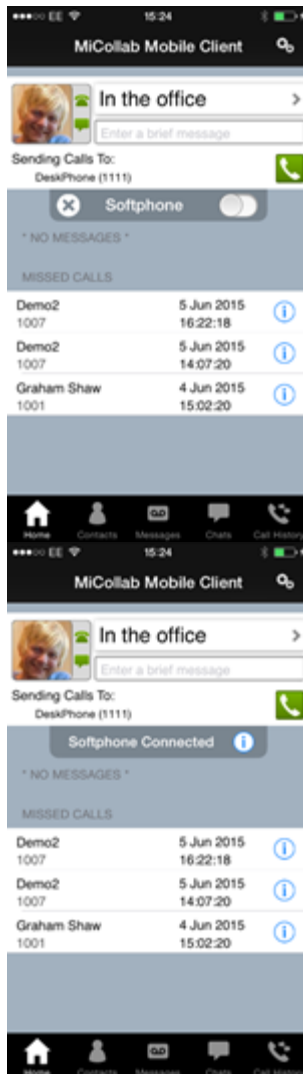 EE 15:24
MiCollab Mobile Client
In the office
Enter a brief message
Sending Calls To:
DeskPhone (1111)
Softphone
* NO MESSAGES *
MISSED CALLS
Demo2 5 Jun 2015
1007 16:22:18
Demo2 5 Jun 2015
1007 14:07:20
Graham Shaw 4 Jun 2015
1001 15:02:20
Home Contacts Messages Chats Call History
EE 15:24
MiCollab Mobile Client
In the office
Enter a brief message
Sending Calls To:
DeskPhone (1111)
Softphone Connected
* NO MESSAGES *
MISSED CALLS
Demo2 5 Jun 2015
1007 16:22:18
Demo2 5 Jun 2015
1007 14:07:20
Graham Shaw 4 Jun 2015
1001 15:02:20
Home Contacts Messages Chats Call History